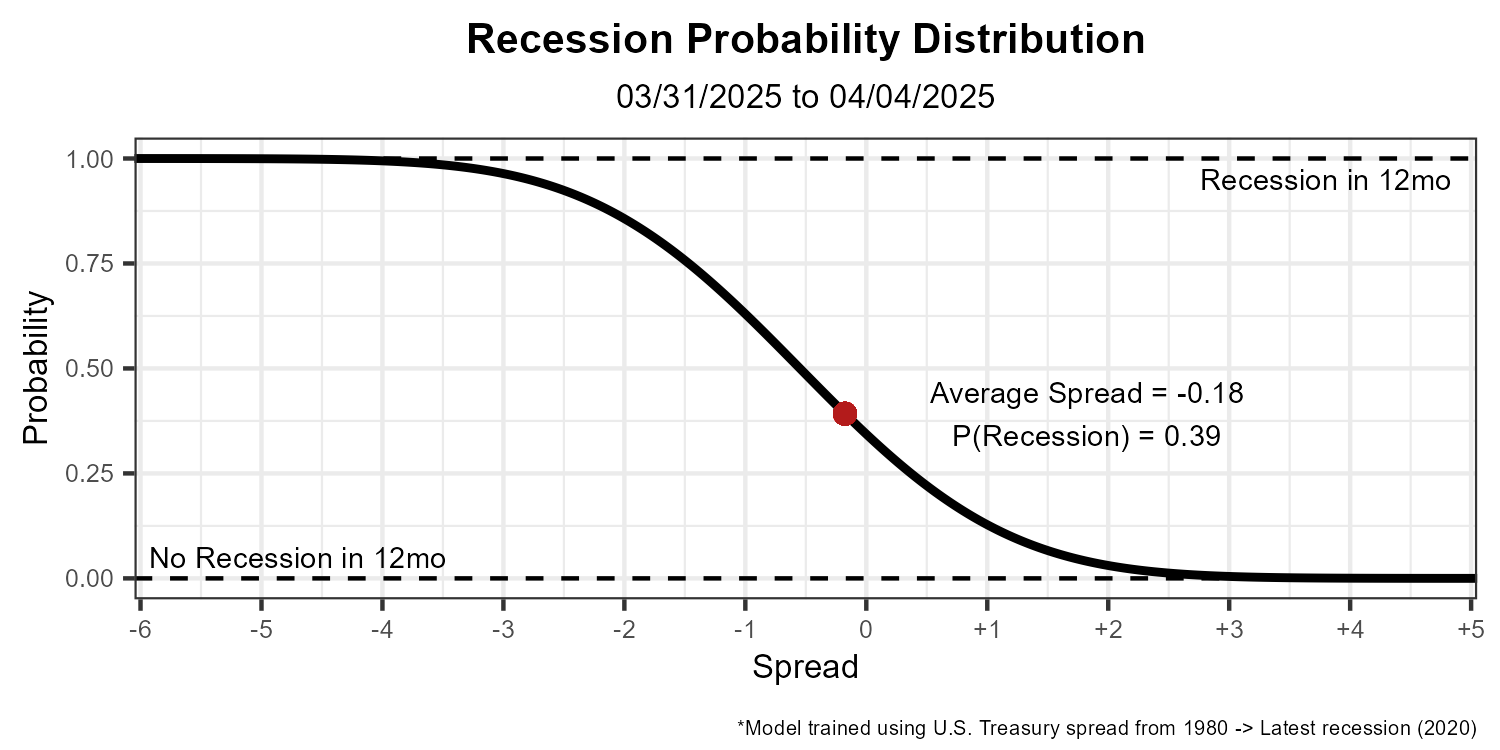 Recession Probability Distribution
03/31/2025 to 04/04/2025
1.00
Recession in 12mo
0.75
Probability
0.50
Average Spread = -0.18
P(Recession) = 0.39
0.25
No Recession in 12mo
0.00
-6 -5 -4 -3 -2 -1 0 +1 +2 +3 +4 +5
Spread
*Model trained using U.S. Treasury spread from 1980 -> Latest recession (2020)